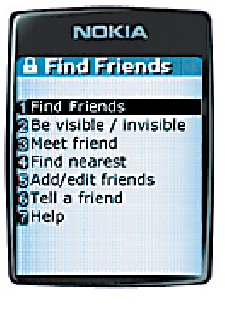 NOKIA
Find Friends
1 Find Friends
2 Be visible / invisible
3 Meet friend
4 Find nearest
5 Add/edit friends
6 Tell a friend
7 Help